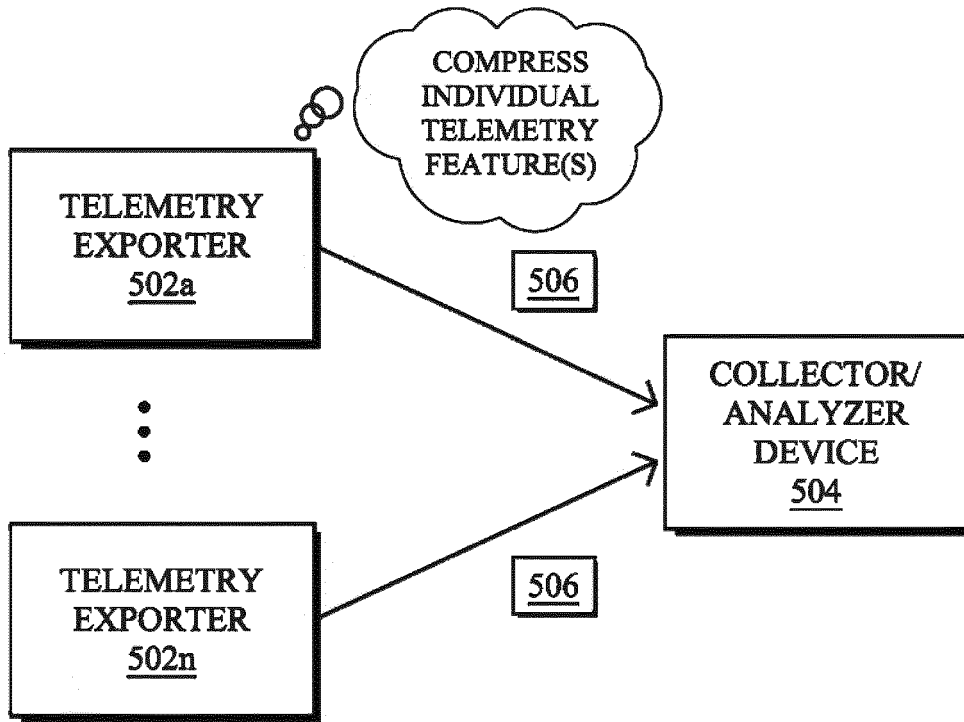 COMPRESS
INDIVIDUAL
TELEMETRY
FEATURE(S)
TELEMETRY
EXPORTER
502a
506
COLLECTOR/
ANALYZER
DEVICE
504
TELEMETRY
EXPORTER
502n
506